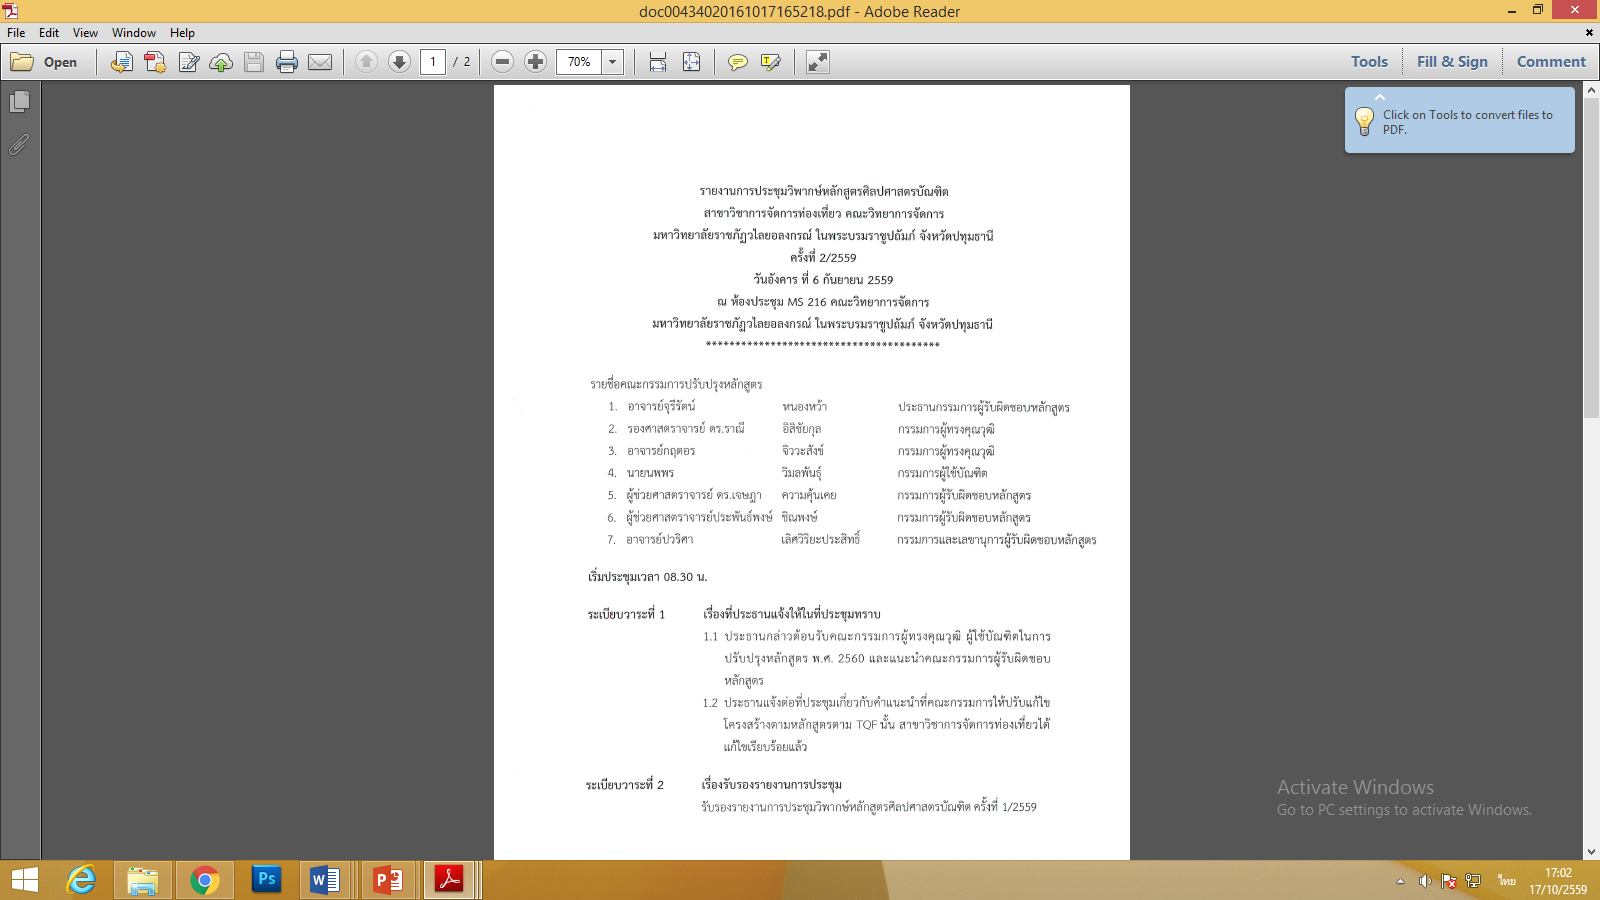 doc00434020161017165218.pdf - Adobe Reader
File Edit View Window Help
Open 1 / 2 70% Tools Fill & Sign Comment
Click on Tools to convert files to
PDF.
รายงานการประชุมวิพากษ์หลักสูตรศิลปศาสตรบัณฑิต
สาขาวิชาการจัดการท่องเที่ยว คณะวิทยาการจัดการ
มหาวิทยาลัยราชภัฏวไลยอลงกรณ์ ในพระบรมราชูปถัมภ์ จังหวัดปทุมธานี
ครั้งที่ 2/2559
วันอังคาร ที่ 6 กันยายน 2559
ณ ห้องประชุม MS 216 คณะวิทยาการจัดการ
มหาวิทยาลัยราชภัฏวไลยอลงกรณ์ ในพระบรมราชูปถัมภ์ จังหวัดปทุมธานี
****************************************
รายชื่อคณะกรรมการปรับปรุงหลักสูตร
1. อาจารย์จุรีรัตน์ หนองหว้า ประธานกรรมการผู้รับผิดชอบหลักสูตร
2. รองศาสตราจารย์ ดร.ราณี อิสิชัยกุล กรรมการผู้ทรงคุณวุฒิ
3. อาจารย์กฤตอร จิววะสังข์ กรรมการผู้ทรงคุณวุฒิ
4. นายนพพร วิมลพันธุ์ กรรมการผู้ใช้บัณฑิต
5. ผู้ช่วยศาสตราจารย์ ดร.เจษฎา ความคุ้นเคย กรรมการผู้รับผิดชอบหลักสูตร
6. ผู้ช่วยศาสตราจารย์ประพันธ์พงษ์ ชิณพงษ์ กรรมการผู้รับผิดชอบหลักสูตร
7. อาจารย์ปวริศา เลิศวิริยะประสิทธิ์ กรรมการและเลขานุการผู้รับผิดชอบหลักสูตร
เริ่มประชุมเวลา 08.30 น.
ระเบียบวาระที่ 1 เรื่องที่ประธานแจ้งให้ในที่ประชุมทราบ
1.1 ประธานกล่าวต้อนรับคณะกรรมการผู้ทรงคุณวุฒิ ผู้ใช้บัณฑิตในการ
ปรับปรุงหลักสูตร พ.ศ. 2560 และแนะนำคณะกรรมการผู้รับผิดชอบ
หลักสูตร
1.2 ประธานแจ้งต่อที่ประชุมเกี่ยวกับคำแนะนำที่คณะกรรมการให้ปรับแก้ไข
โครงสร้างตามหลักสูตรตาม TQF นั้น สาขาวิชาการจัดการท่องเที่ยวได้
แก้ไขเรียบร้อยแล้ว
ระเบียบวาระที่ 2 เรื่องรับรองรายงานการประชุม
รับรองรายงานการประชุมวิพากษ์หลักสูตรศิลปศาสตรบัณฑิต ครั้งที่ 1/2559
Activate Windows
Go to PC settings to activate Windows.
Ps
ไทย
17:02
17/10/2559